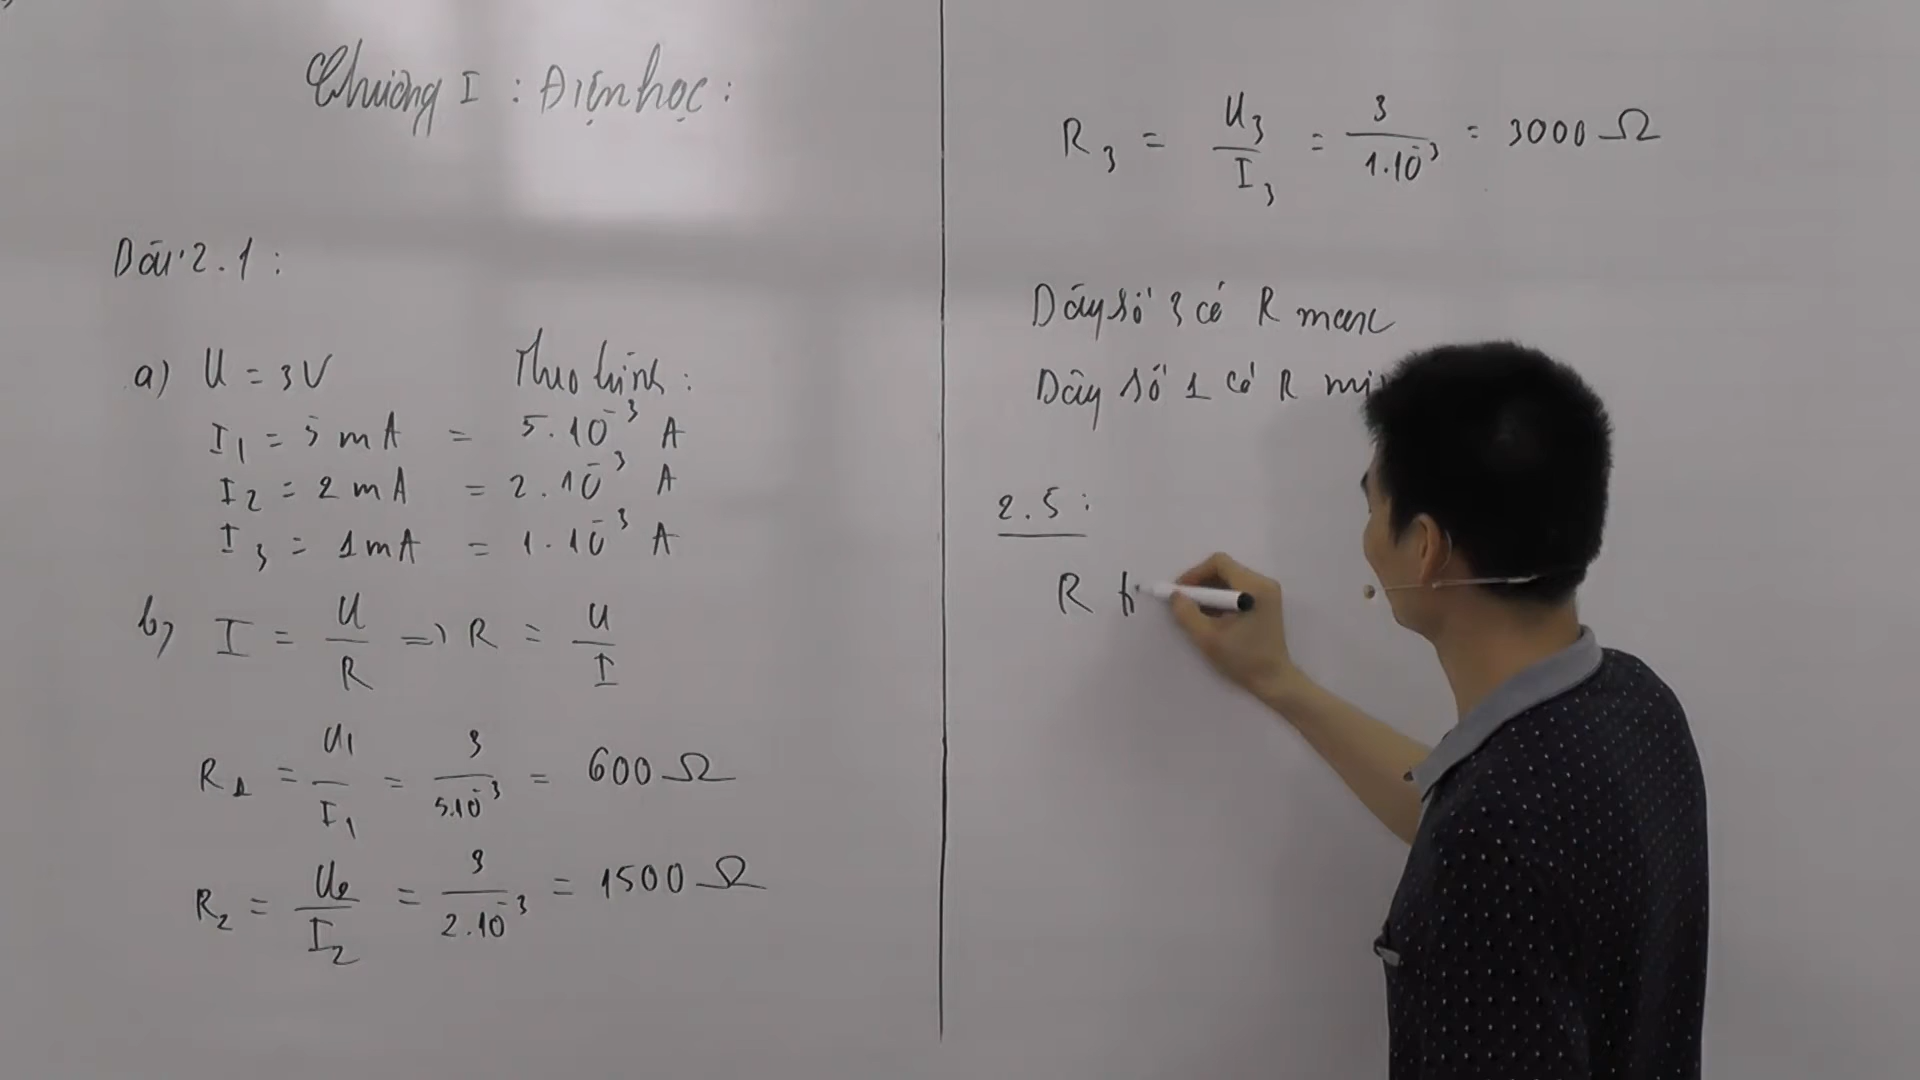 Chương I : Điện học :
Bài 2.1 :
a) U = 3V Theo hình :
I₁ = 5 mA = 5.10⁻³ A
I₂ = 2 mA = 2.10⁻³ A
I₃ = 1mA = 1.10⁻³ A
b) I = U/R => R = U/I
R₁ = U₁/I₁ = 3/5.10⁻³ = 600 Ω
R₂ = U₂/I₂ = 3/2.10⁻³ = 1500 Ω
R₃ = U₃/I₃ = 3/1.10⁻³ = 3000 Ω
Dây số 3 có R max
Dây số 1 có R mi
2.5 :
R